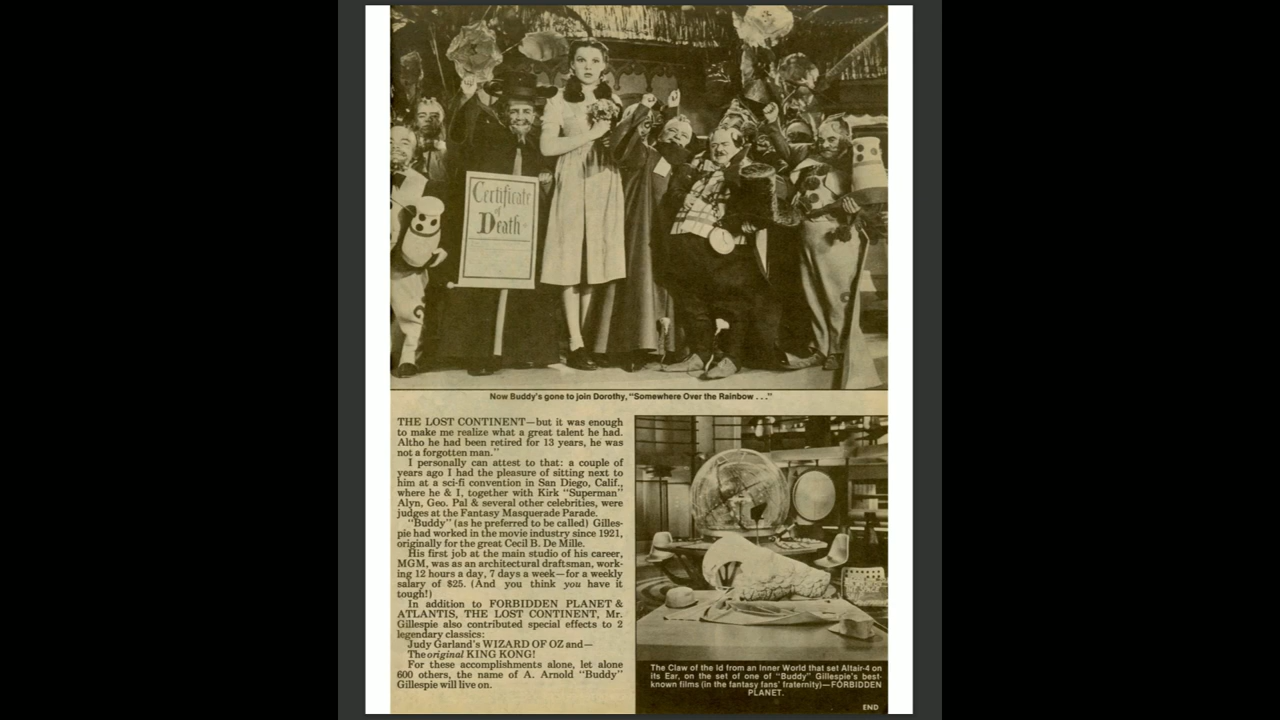 Certificate
of
Death
Now Buddy's gone to join Dorothy, "Somewhere Over the Rainbow . . ."
THE LOST CONTINENT—but it was enough
to make me realize what a great talent he had.
Altho he had been retired for 13 years, he was
not a forgotten man."
I personally can attest to that: a couple of
years ago I had the pleasure of sitting next to
him at a sci-fi convention in San Diego, Calif.,
where he & I, together with Kirk "Superman"
Alyn, Geo. Pal & several other celebrities, were
judges at the Fantasy Masquerade Parade.
"Buddy" (as he preferred to be called) Gilles-
pie had worked in the movie industry since 1921,
originally for the great Cecil B. De Mille.
His first job at the main studio of his career,
MGM, was as an architectural draftsman, work-
ing 12 hours a day, 7 days a week—for a weekly
salary of $25. (And you think you have it
tough!)
In addition to FORBIDDEN PLANET &
ATLANTIS, THE LOST CONTINENT, Mr.
Gillespie also contributed special effects to 2
legendary classics:
Judy Garland's WIZARD OF OZ and—
The original KING KONG!
For these accomplishments alone, let alone
600 others, the name of A. Arnold "Buddy"
Gillespie will live on.
The Claw of the Id from an Inner World that set Altair-4 on
its Ear, on the set of one of "Buddy" Gillespie's best-
known films (in the fantasy fans' fraternity)—FORBIDDEN
PLANET.
END